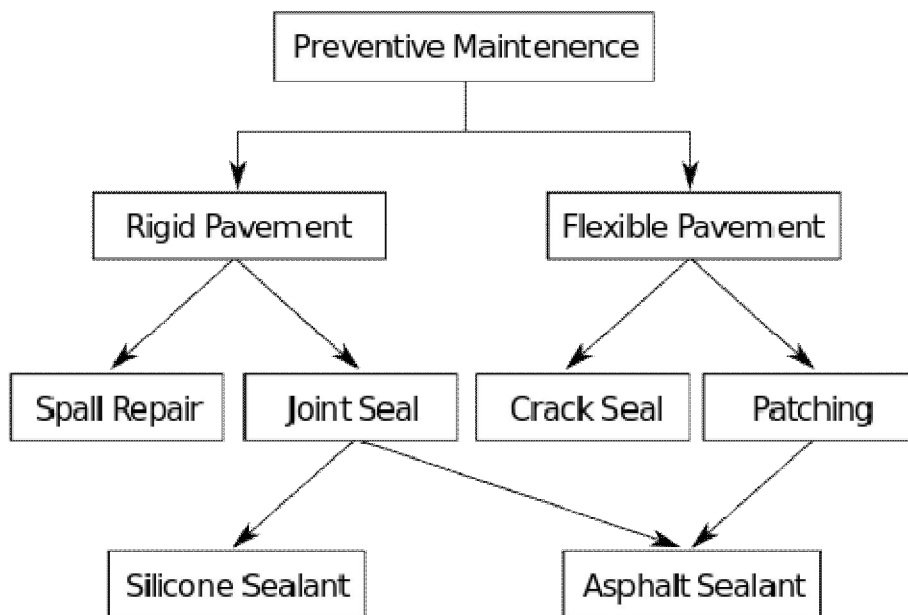 Preventive Maintenence
Rigid Pavement
Flexible Pavement
Spall Repair
Joint Seal
Crack Seal
Patching
Silicone Sealant
Asphalt Sealant